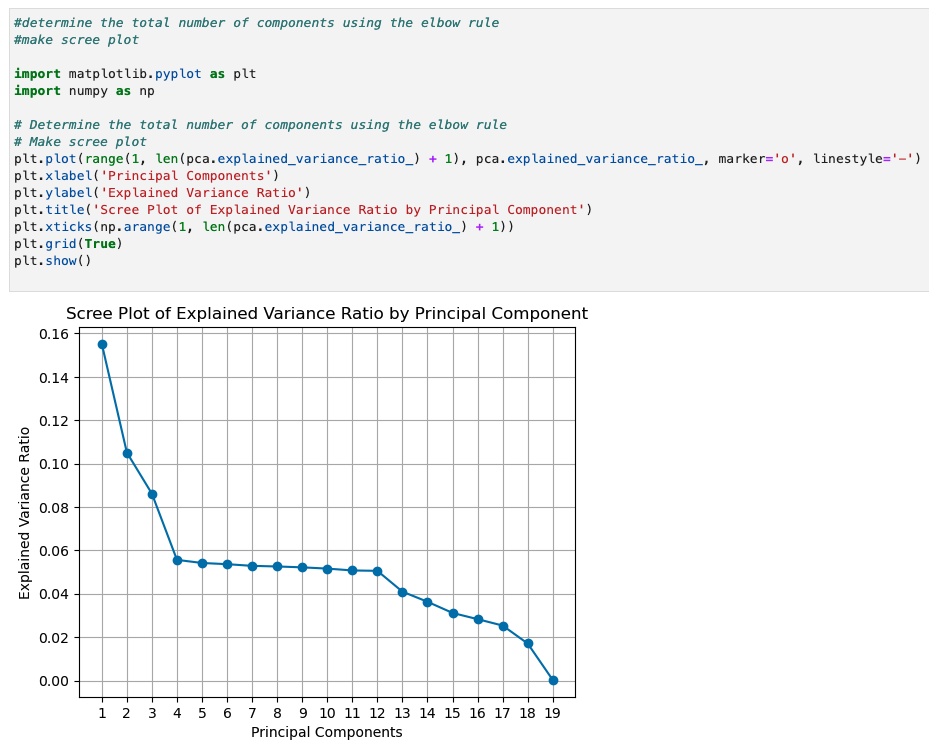 #determine the total number of components using the elbow rule
#make scree plot
import matplotlib.pyplot as plt
import numpy as np
# Determine the total number of components using the elbow rule
# Make scree plot
plt.plot(range(1, len(pca.explained_variance_ratio_) + 1), pca.explained_variance_ratio_, marker='o', linestyle='-')
plt.xlabel('Principal Components')
plt.ylabel('Explained Variance Ratio')
plt.title('Scree Plot of Explained Variance Ratio by Principal Component')
plt.xticks(np.arange(1, len(pca.explained_variance_ratio_) + 1))
plt.grid(True)
plt.show()
Scree Plot of Explained Variance Ratio by Principal Component
Explained Variance Ratio
0.16
0.14
0.12
0.10
0.08
0.06
0.04
0.02
0.00
1 2 3 4 5 6 7 8 9 10 11 12 13 14 15 16 17 18 19
Principal Components